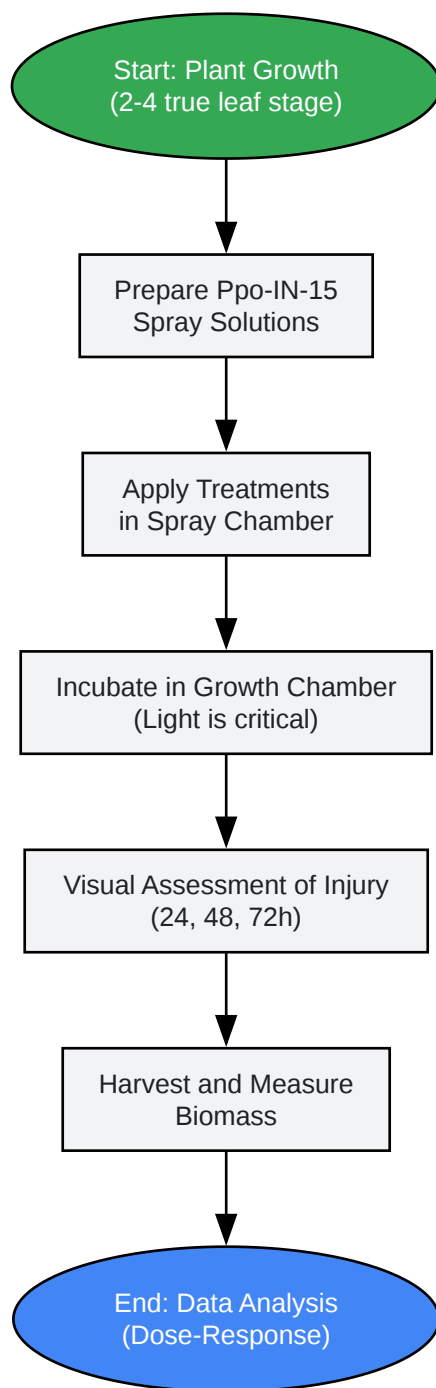 Start: Plant Growth
(2-4 true leaf stage)
Prepare Ppo-IN-15
Spray Solutions
Apply Treatments
in Spray Chamber
Incubate in Growth Chamber
(Light is critical)
Visual Assessment of Injury
(24, 48, 72h)
Harvest and Measure
Biomass
End: Data Analysis
(Dose-Response)